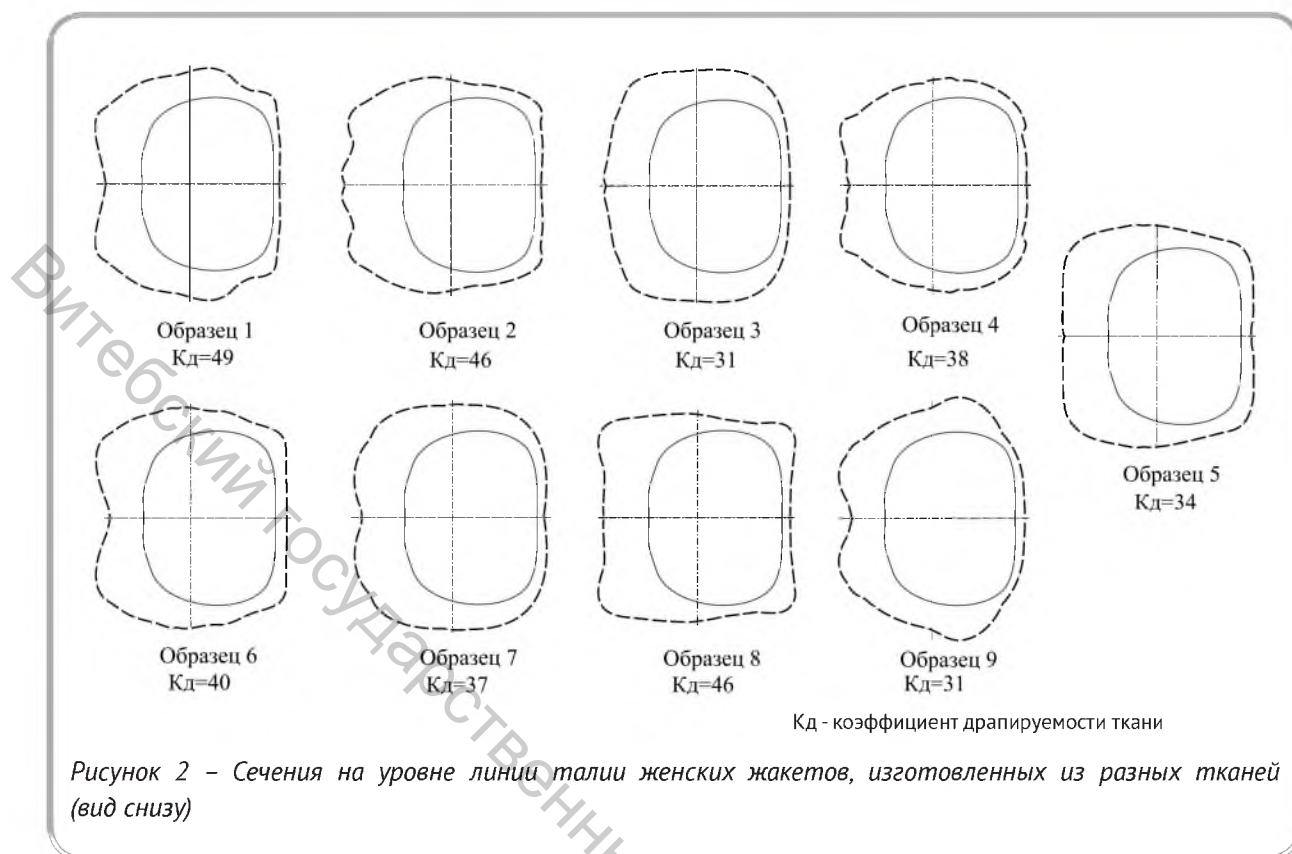 Образец 1
Кд=49
Образец 2
Кд=46
Образец 3
Кд=31
Образец 4
Кд=38
Образец 5
Кд=34
Образец 6
Кд=40
Образец 7
Кд=37
Образец 8
Кд=46
Образец 9
Кд=31
Кд - коэффициент драпируемости ткани
Рисунок 2 – Сечения на уровне линии талии женских жакетов, изготовленных из разных тканей
(вид снизу)
Витебский государственны